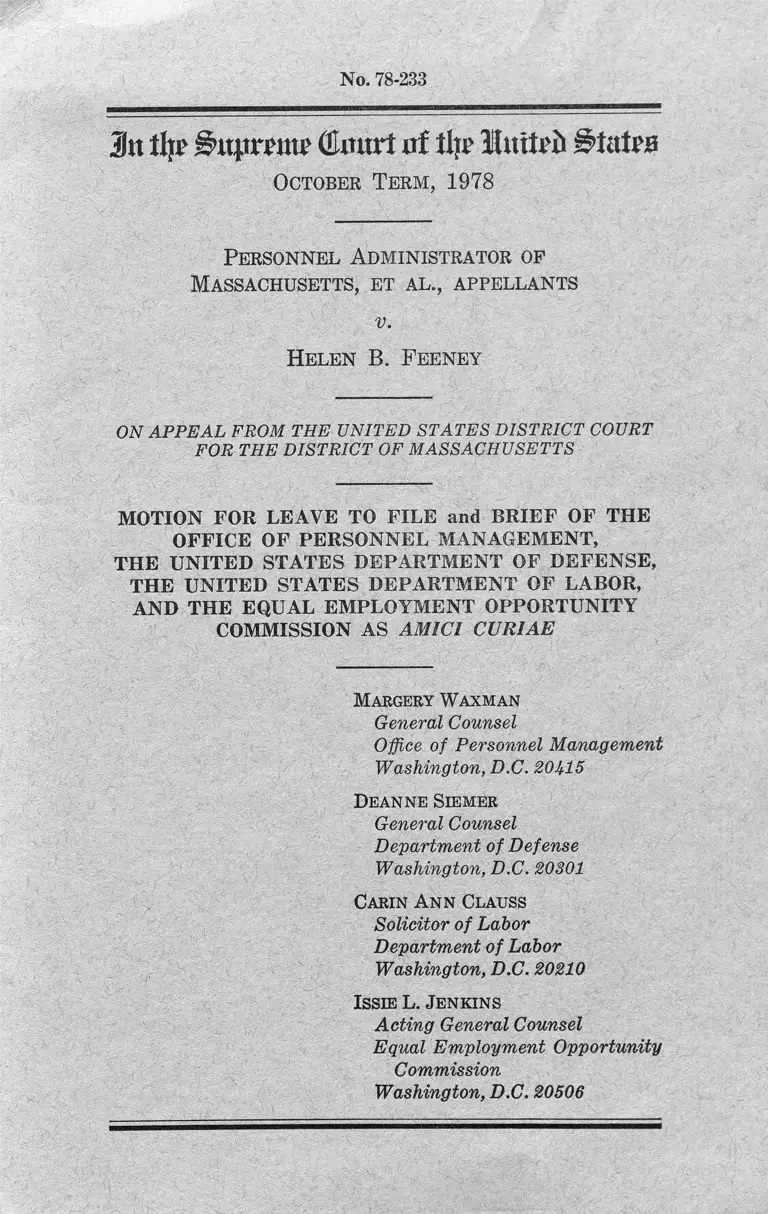 No. 78-233
In the Supreme Court of the United States
OCTOBER TERM, 1978
PERSONNEL ADMINISTRATOR OF
MASSACHUSETTS, ET AL., APPELLANTS
v.
HELEN B. FEENEY
ON APPEAL FROM THE UNITED STATES DISTRICT COURT
FOR THE DISTRICT OF MASSACHUSETTS
MOTION FOR LEAVE TO FILE and BRIEF OF THE
OFFICE OF PERSONNEL MANAGEMENT,
THE UNITED STATES DEPARTMENT OF DEFENSE,
THE UNITED STATES DEPARTMENT OF LABOR,
AND THE EQUAL EMPLOYMENT OPPORTUNITY
COMMISSION AS AMICI CURIAE
MARGERY WAXMAN
General Counsel
Office of Personnel Management
Washington, D.C. 20415
DEANNE SIEMER
General Counsel
Department of Defense
Washington, D.C. 20301
CARIN ANN CLAUSS
Solicitor of Labor
Department of Labor
Washington, D.C. 20210
ISSIE L. JENKINS
Acting General Counsel
Equal Employment Opportunity
Commission
Washington, D.C. 20506